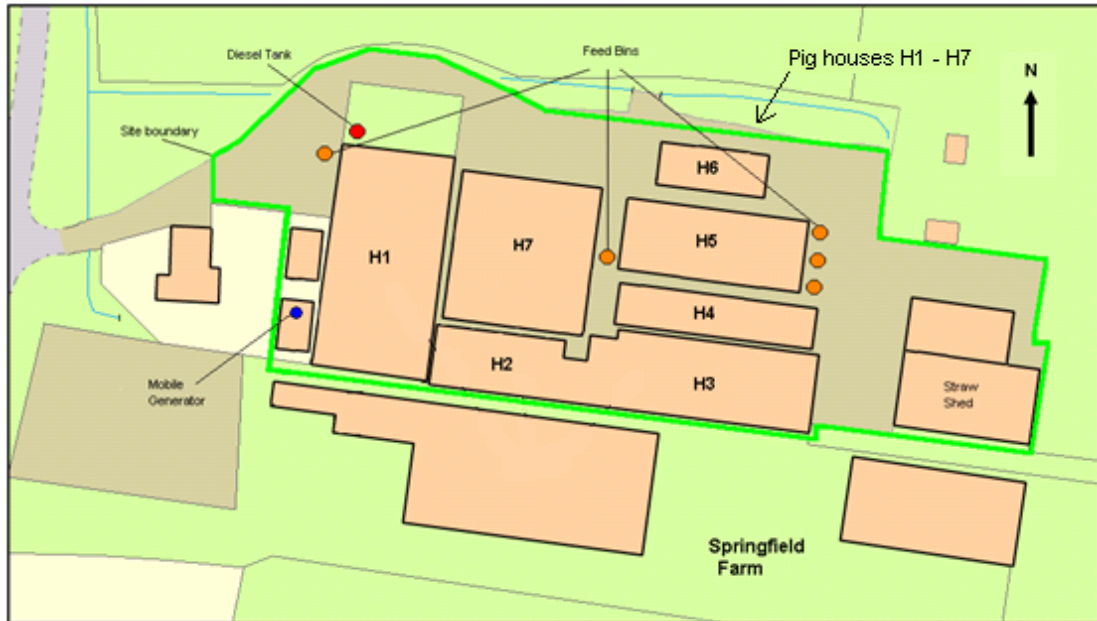 Diesel Tank
Feed Bins
Pig houses H1 - H7
N
Site boundary
H6
H1
H7
H5
H4
H2
H3
Mobile
Generator
Straw
Shed
Springfield
Farm